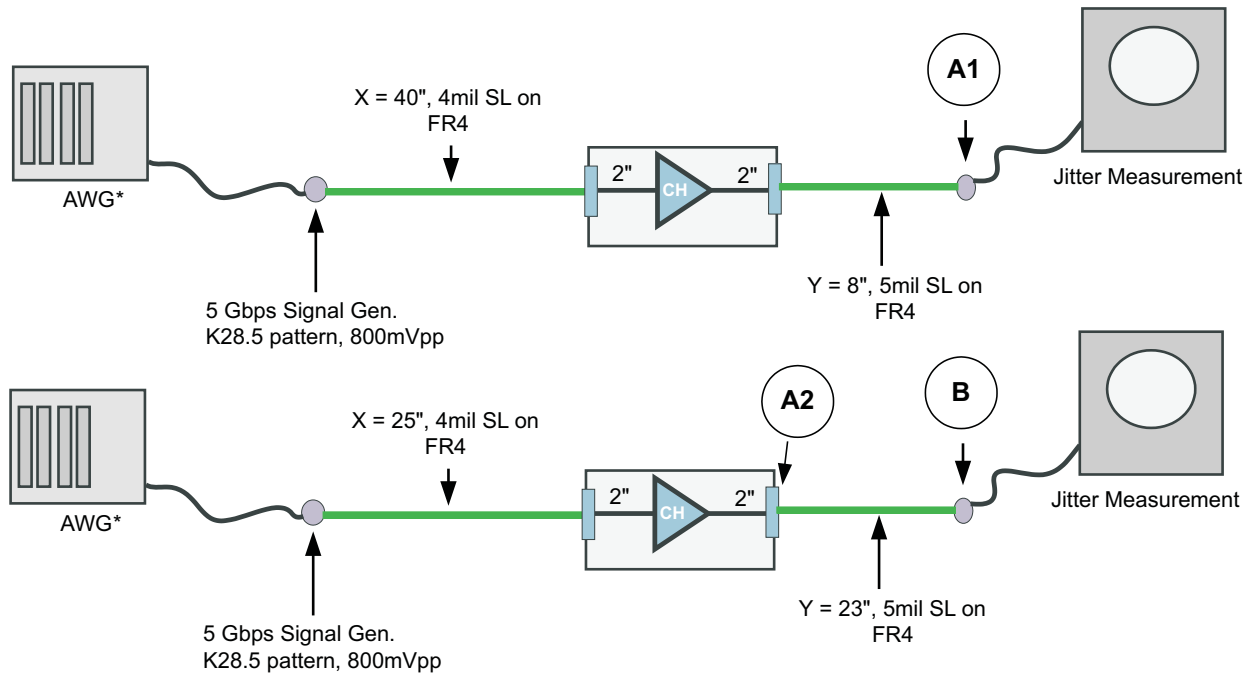 A1
X = 40", 4mil SL on
FR4
2"
CH
2"
AWG*
Jitter Measurement
Y = 8", 5mil SL on
FR4
5 Gbps Signal Gen.
K28.5 pattern, 800mVpp
A2
B
X = 25", 4mil SL on
FR4
2"
CH
2"
AWG*
Jitter Measurement
Y = 23", 5mil SL on
FR4
5 Gbps Signal Gen.
K28.5 pattern, 800mVpp